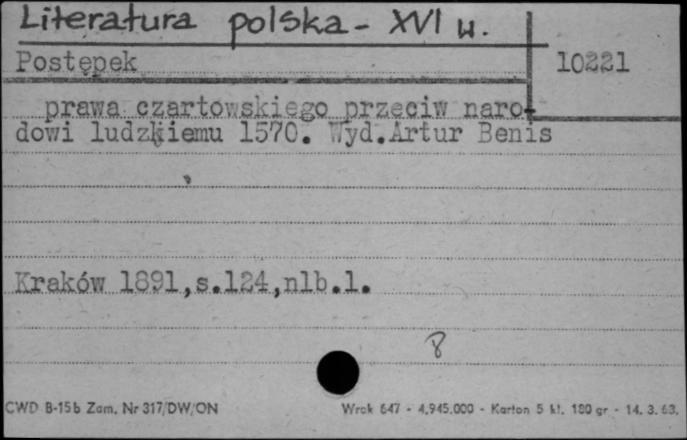 Literatura polska - XVI w.
Postępek
10221
prawa czartowskiego przeciw naro-
dowi ludzkiemu 1570. Wyd.Artur Benis
Kraków 1891,s.124,nlb.1.
8
CWD B-15b Zam. Nr 317/DW/ON
Wrak 647 - 4.945.000 - Karton 5 kl. 180 gr - 14. 3. 63.